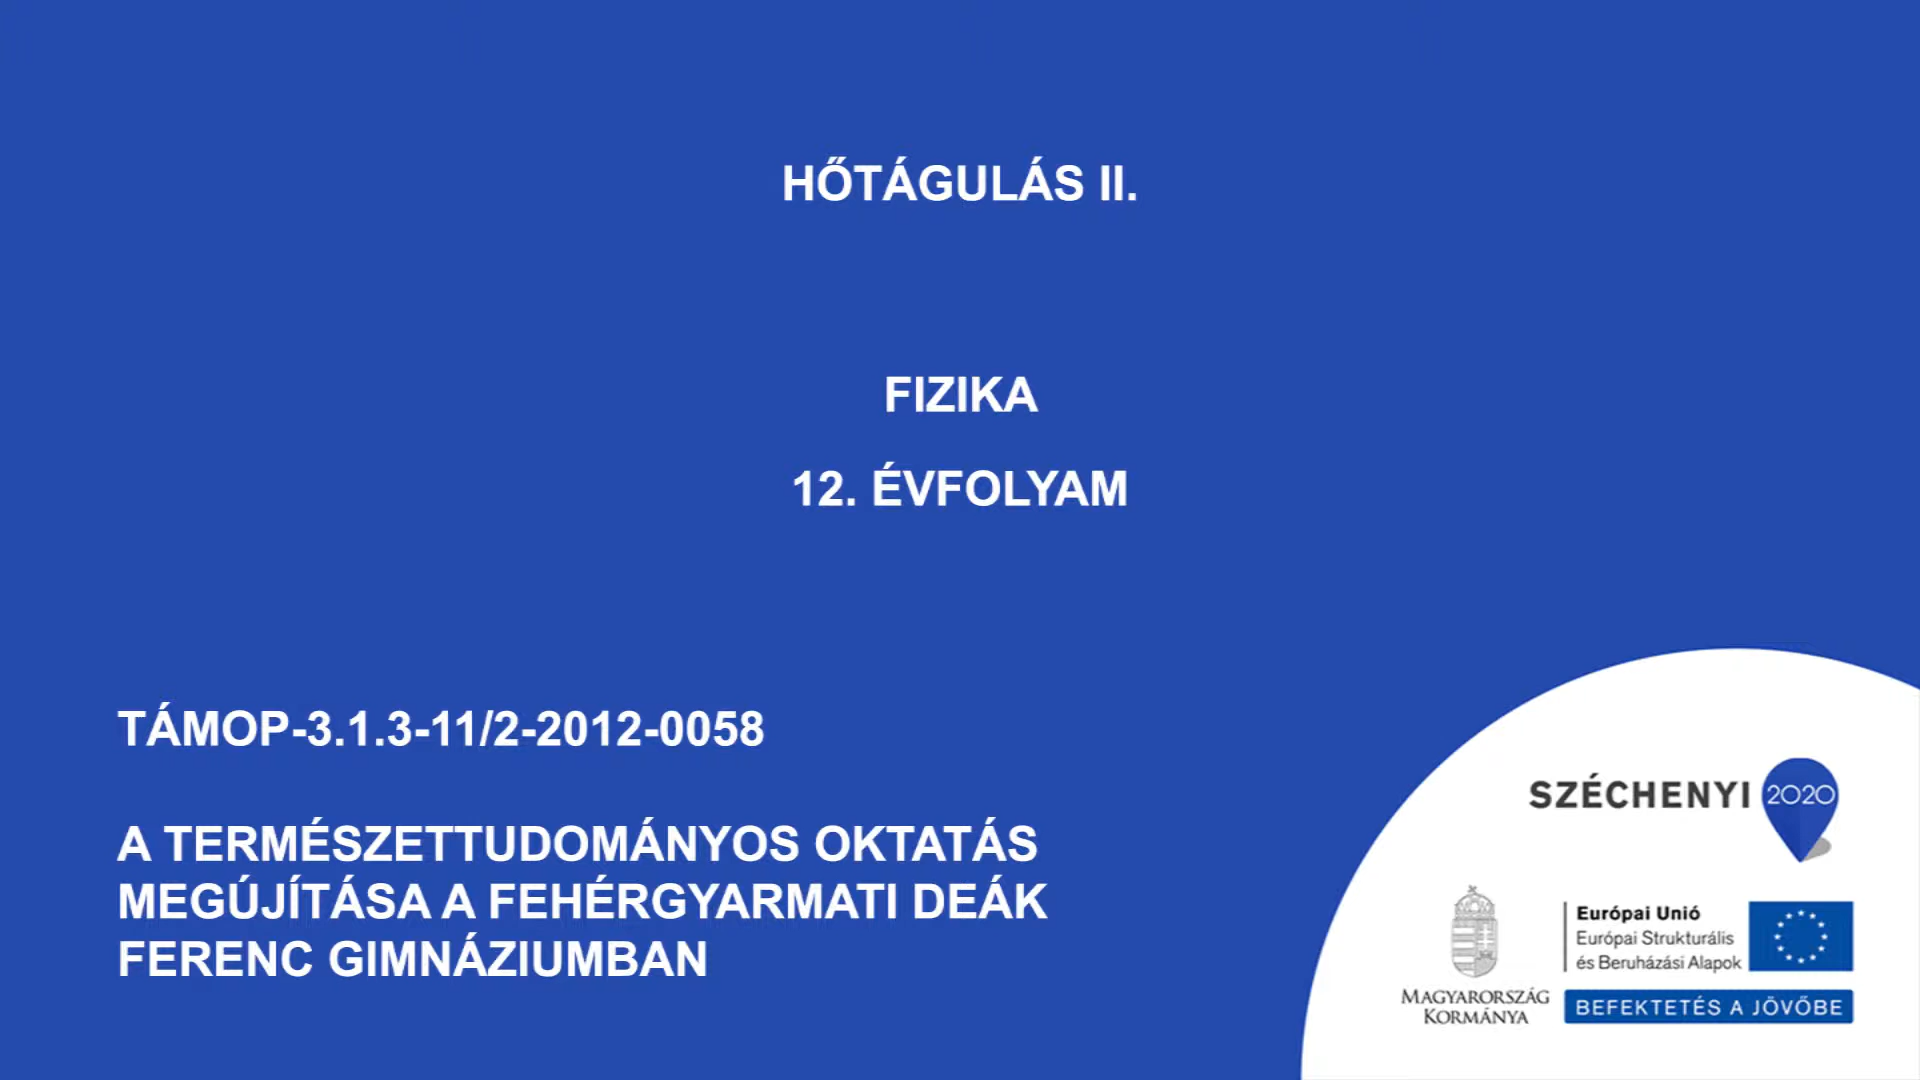 HŐTÁGULÁS II.
FIZIKA
12. ÉVFOLYAM
TÁMOP-3.1.3-11/2-2012-0058
A TERMÉSZETTUDOMÁNYOS OKTATÁS
MEGÚJÍTÁSA A FEHÉRGYARMATI DEÁK
FERENC GIMNÁZIUMBAN
SZÉCHENYI 2020
MAGYARORSZÁG
KORMÁNYA
Európai Unió
Európai Strukturális
és Beruházási Alapok
BEFEKTETÉS A JÖVŐBE